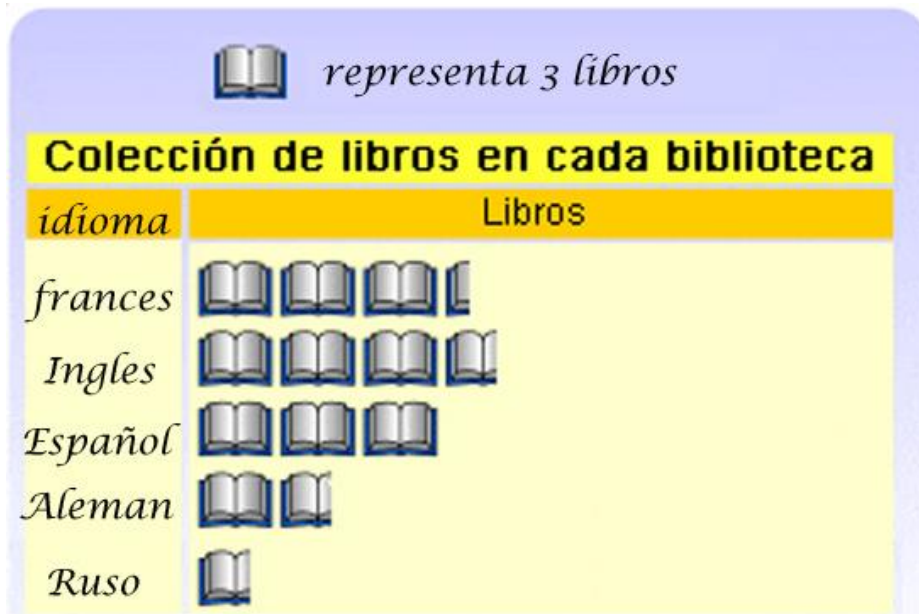 representa 3 libros
Colección de libros en cada biblioteca
idioma Libros
frances
Ingles
Español
Aleman
Ruso